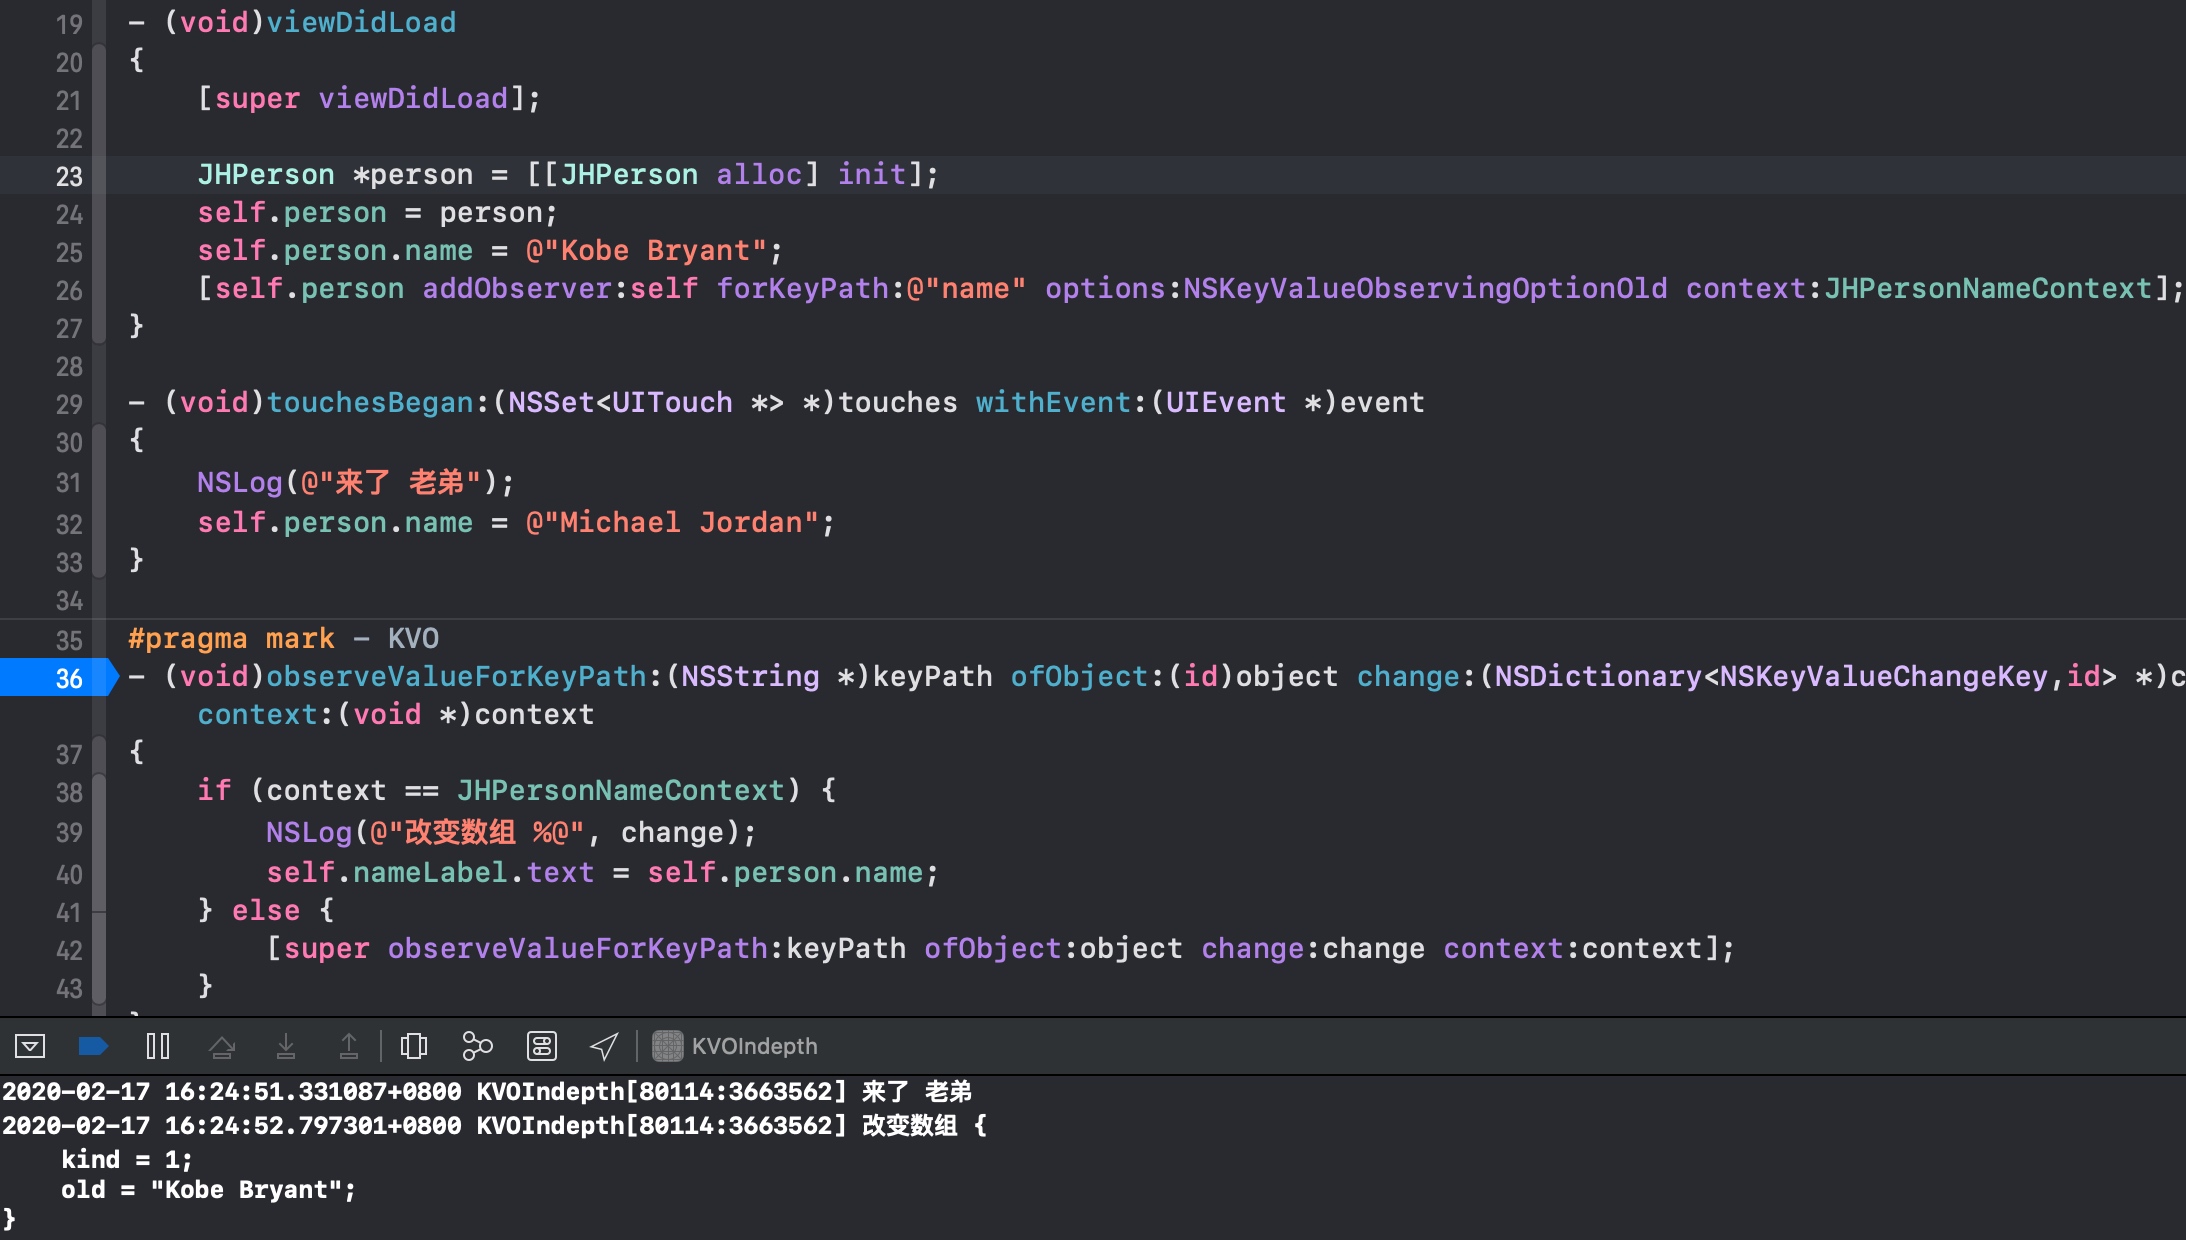 19 - (void)viewDidLoad
20 {
21     [super viewDidLoad];
22
23     JHPerson *person = [[JHPerson alloc] init];
24     self.person = person;
25     self.person.name = @"Kobe Bryant";
26     [self.person addObserver:self forKeyPath:@"name" options:NSKeyValueObservingOptionOld context:JHPersonNameContext];
27 }
28
29 - (void)touchesBegan:(NSSet<UITouch *> *)touches withEvent:(UIEvent *)event
30 {
31     NSLog(@"来了 老弟");
32     self.person.name = @"Michael Jordan";
33 }
34
35 #pragma mark - KVO
36 - (void)observeValueForKeyPath:(NSString *)keyPath ofObject:(id)object change:(NSDictionary<NSKeyValueChangeKey,id> *)c
    context:(void *)context
37 {
38     if (context == JHPersonNameContext) {
39         NSLog(@"改变数组 %@", change);
40         self.nameLabel.text = self.person.name;
41     } else {
42         [super observeValueForKeyPath:keyPath ofObject:object change:change context:context];
43     }
KVOIndepth
2020-02-17 16:24:51.331087+0800 KVOIndepth[80114:3663562] 来了 老弟
2020-02-17 16:24:52.797301+0800 KVOIndepth[80114:3663562] 改变数组 {
    kind = 1;
    old = "Kobe Bryant";
}